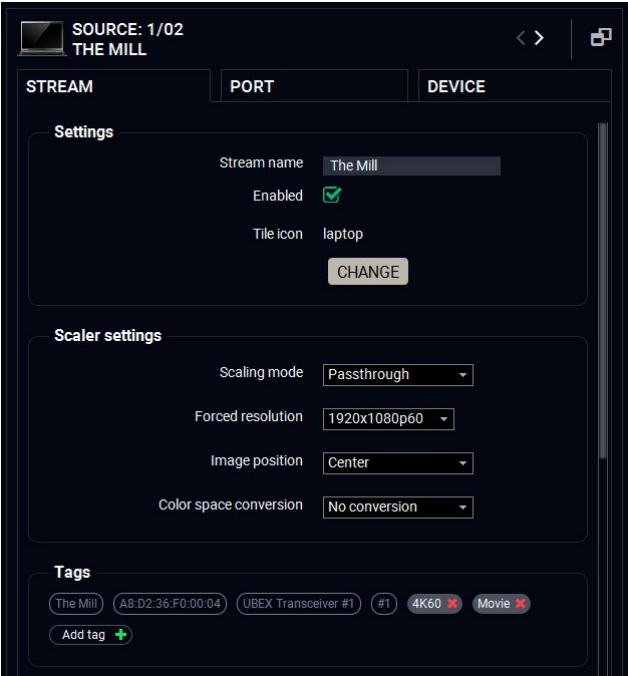 SOURCE: 1/02
THE MILL
STREAM PORT DEVICE
Settings
Stream name The Mill
Enabled
Tile icon laptop
CHANGE
Scaler settings
Scaling mode Passthrough
Forced resolution 1920x1080p60
Image position Center
Color space conversion No conversion
Tags
The Mill A8:D2:36:F0:00:04 UBEX Transceiver #1 #1 4K60 Movie
Add tag